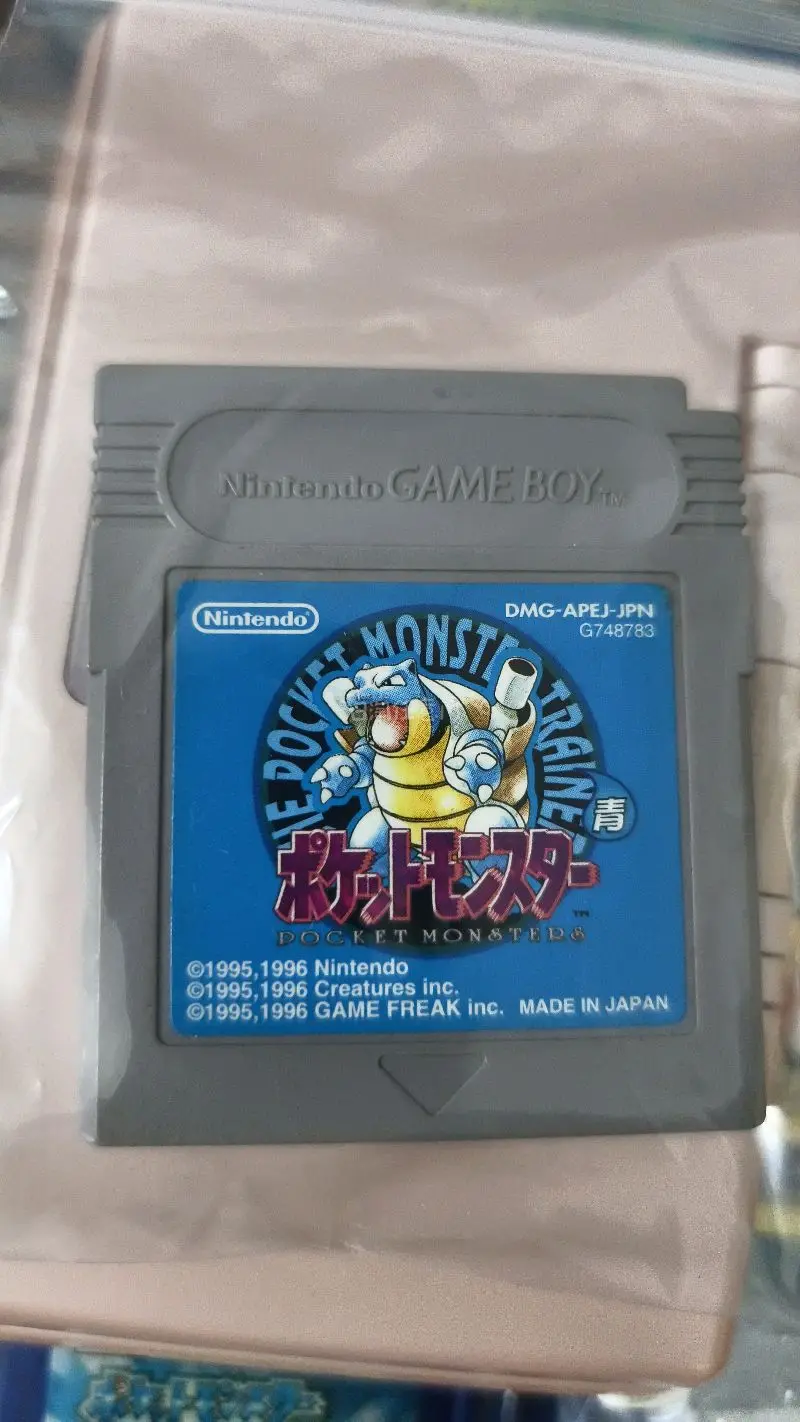 Nintendo GAME BOY TM
Nintendo
DMG-APEJ-JPN
G748783
THE POCKET MONSTER TRAINER
青
ポケットモンスター
TM
POCKET MONSTERS
©1995,1996 Nintendo
©1995,1996 Creatures inc.
©1995,1996 GAME FREAK inc. MADE IN JAPAN